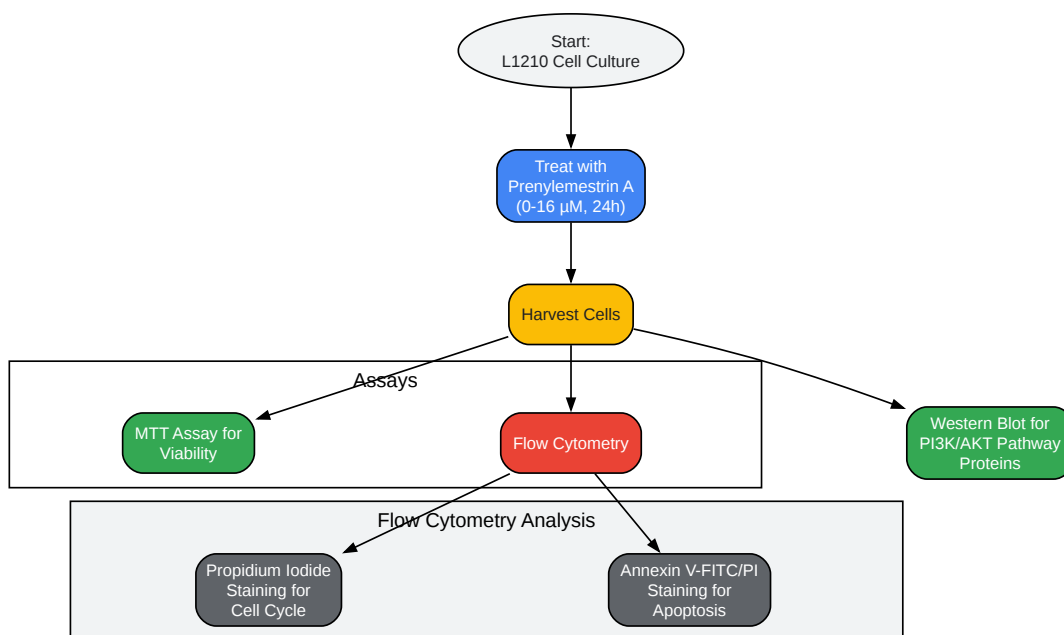 Start:
L1210 Cell Culture
Treat with
Prenylemestrin A
(0-16 µM, 24h)
Harvest Cells
Assays
MTT Assay for
Viability
Flow Cytometry
Western Blot for
PI3K/AKT Pathway
Proteins
Flow Cytometry Analysis
Propidium Iodide
Staining for
Cell Cycle
Annexin V-FITC/PI
Staining for
Apoptosis